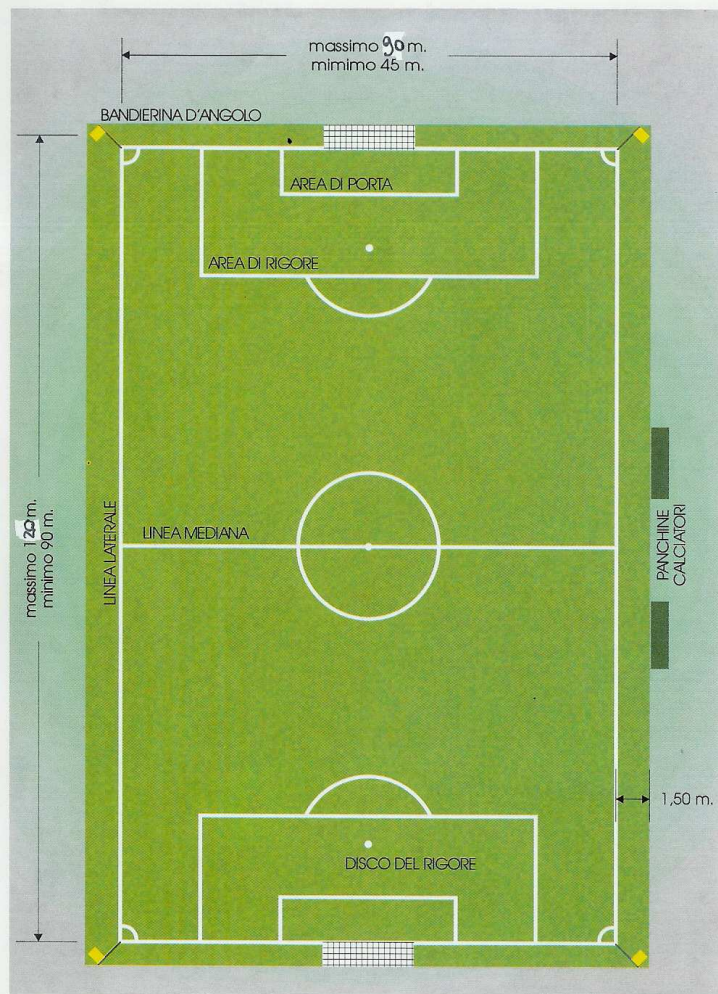 massimo 90 m.
mimimo 45 m.
BANDIERINA D'ANGOLO
AREA DI PORTA
AREA DI RIGORE
massimo 120 m.
minimo 90 m.
LINEA LATERALE
LINEA MEDIANA
PANCHINE
CALCIATORI
1,50 m.
DISCO DEL RIGORE